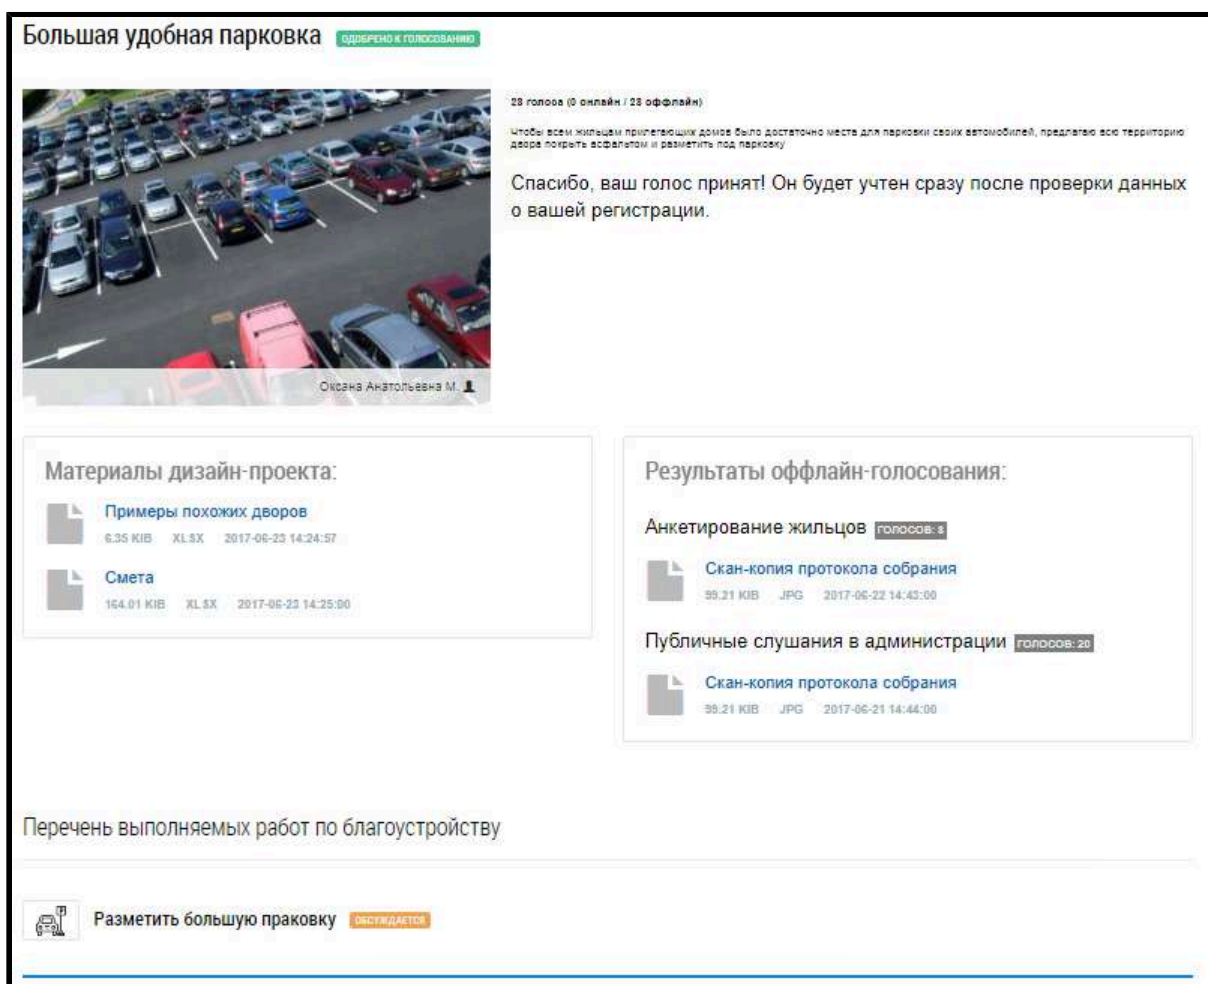 Большая удобная парковка ОДОБРЕНО К ГОЛОСОВАНИЮ
23 голоса (0 онлайн / 23 оффлайн)
Чтобы всем жильцам прилегающих домов было достаточно места для парковки своих автомобилей, предлагаю всю территорию
двора покрыть асфальтом и разметить под парковку
Спасибо, ваш голос принят! Он будет учтен сразу после проверки данных
о вашей регистрации.
Оксана Анатольевна М.
Материалы дизайн-проекта:
Примеры похожих дворов
6.35 KIB XLSX 2017-06-23 14:24:57
Смета
164.01 KIB XLSX 2017-06-23 14:25:00
Результаты оффлайн-голосования:
Анкетирование жильцов ГОЛОСОВ: 3
Скан-копия протокола собрания
99.21 KIB JPG 2017-06-22 14:43:00
Публичные слушания в администрации ГОЛОСОВ: 20
Скан-копия протокола собрания
99.21 KIB JPG 2017-06-21 14:44:00
Перечень выполняемых работ по благоустройству
Разметить большую праковку ОБСУЖДАЕТСЯ